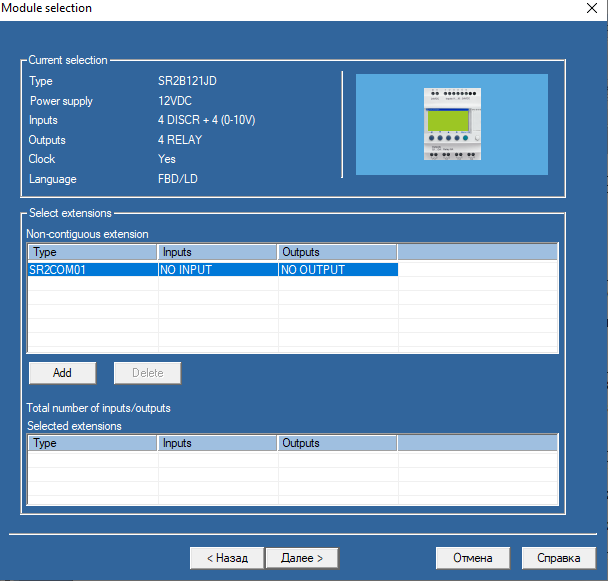 Module selection
Current selection
Type SR2B121JD
Power supply 12VDC
Inputs 4 DISCR + 4 (0-10V)
Outputs 4 RELAY
Clock Yes
Language FBD/LD
Select extensions
Non-contiguous extension
Type Inputs Outputs
SR2COM01 NO INPUT NO OUTPUT
Add Delete
Total number of inputs/outputs
Selected extensions
Type Inputs Outputs
< Назад Далее > Отмена Справка